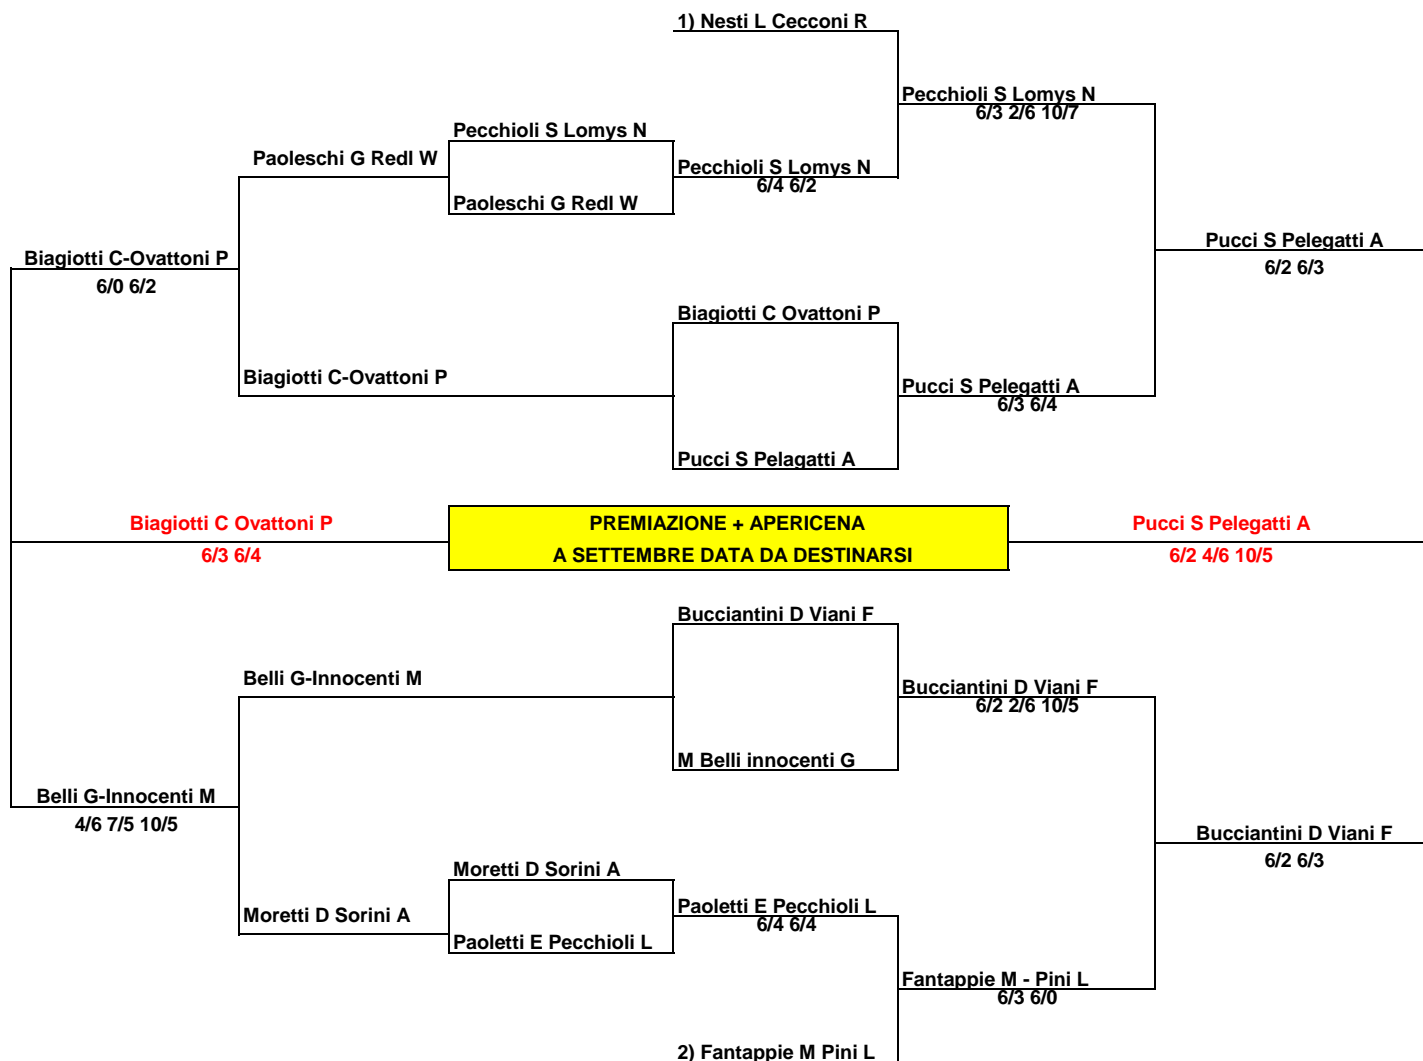 1) Nesti L Cecconi R
Pecchioli S Lomys N
6/3 2/6 10/7
Pecchioli S Lomys N
Paoleschi G Redl W
Pecchioli S Lomys N
6/4 6/2
Paoleschi G Redl W
Pucci S Pelegatti A
6/2 6/3
Biagiotti C-Ovattoni P
6/0 6/2
Biagiotti C Ovattoni P
Biagiotti C-Ovattoni P
Pucci S Pelegatti A
6/3 6/4
Pucci S Pelagatti A
Biagiotti C Ovattoni P
6/3 6/4
PREMIAZIONE + APERICENA
A SETTEMBRE DATA DA DESTINARSI
Pucci S Pelegatti A
6/2 4/6 10/5
Bucciantini D Viani F
Belli G-Innocenti M
Bucciantini D Viani F
6/2 2/6 10/5
M Belli innocenti G
Belli G-Innocenti M
4/6 7/5 10/5
Bucciantini D Viani F
6/2 6/3
Moretti D Sorini A
Moretti D Sorini A
Paoletti E Pecchioli L
6/4 6/4
Paoletti E Pecchioli L
Fantappie M - Pini L
6/3 6/0
2) Fantappie M Pini L